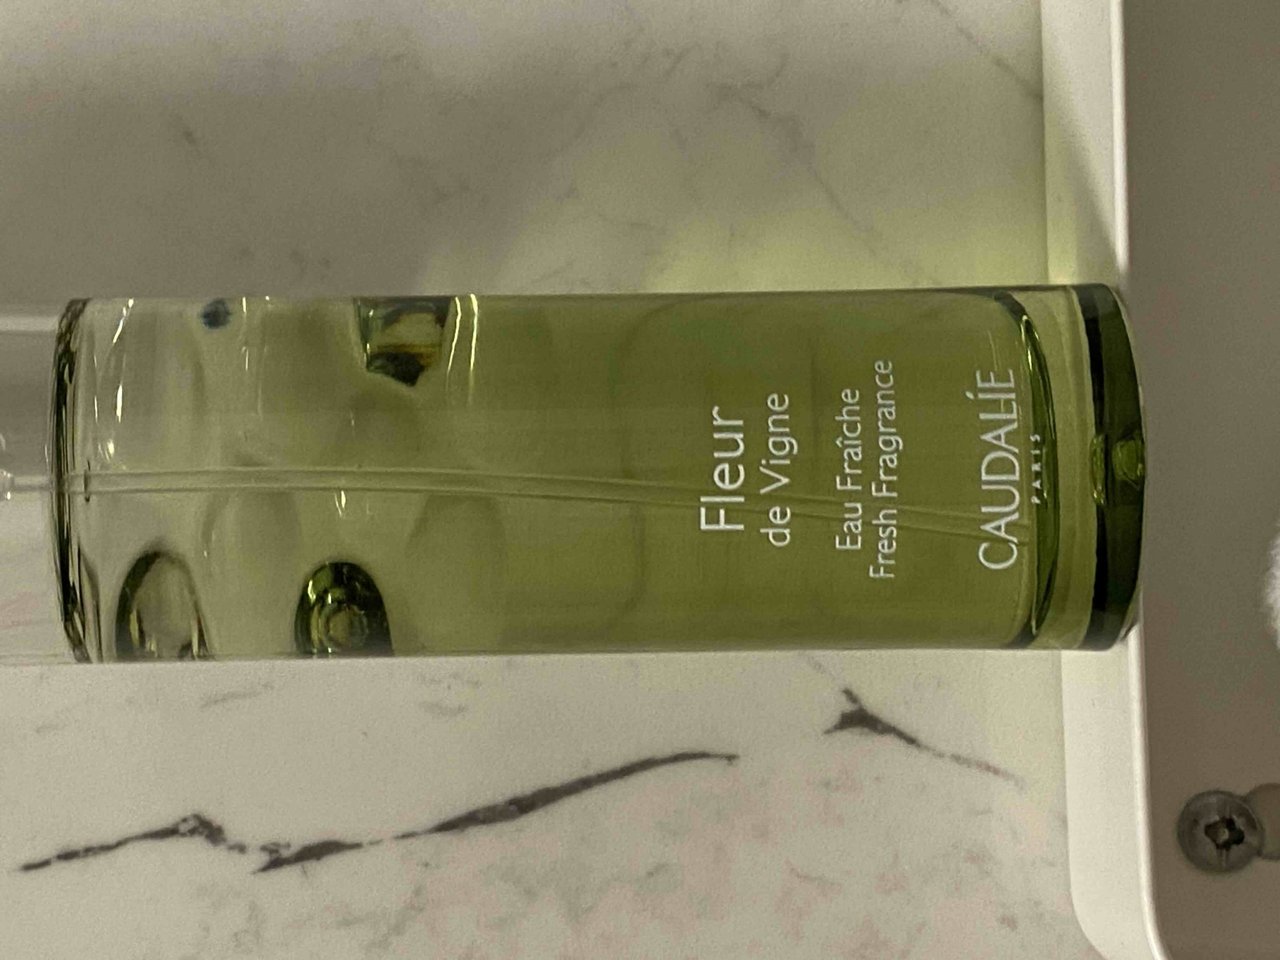 Fleur
de Vigne
Eau Fraîche
Fresh Fragrance
CAUDALÍE
PARIS